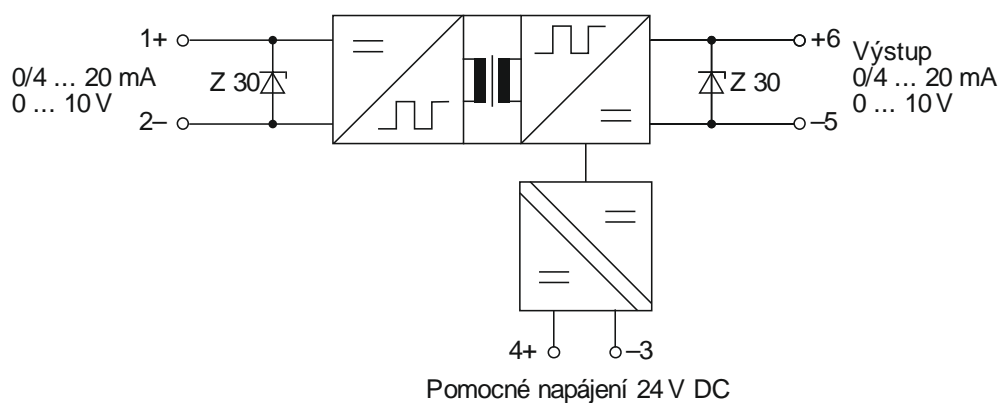 1+
+6
Z 30
Z 30
0/4 ... 20 mA
0 ... 10 V
Výstup
0/4 ... 20 mA
0 ... 10 V
2–
–5
4+
–3
Pomocné napájení 24 V DC